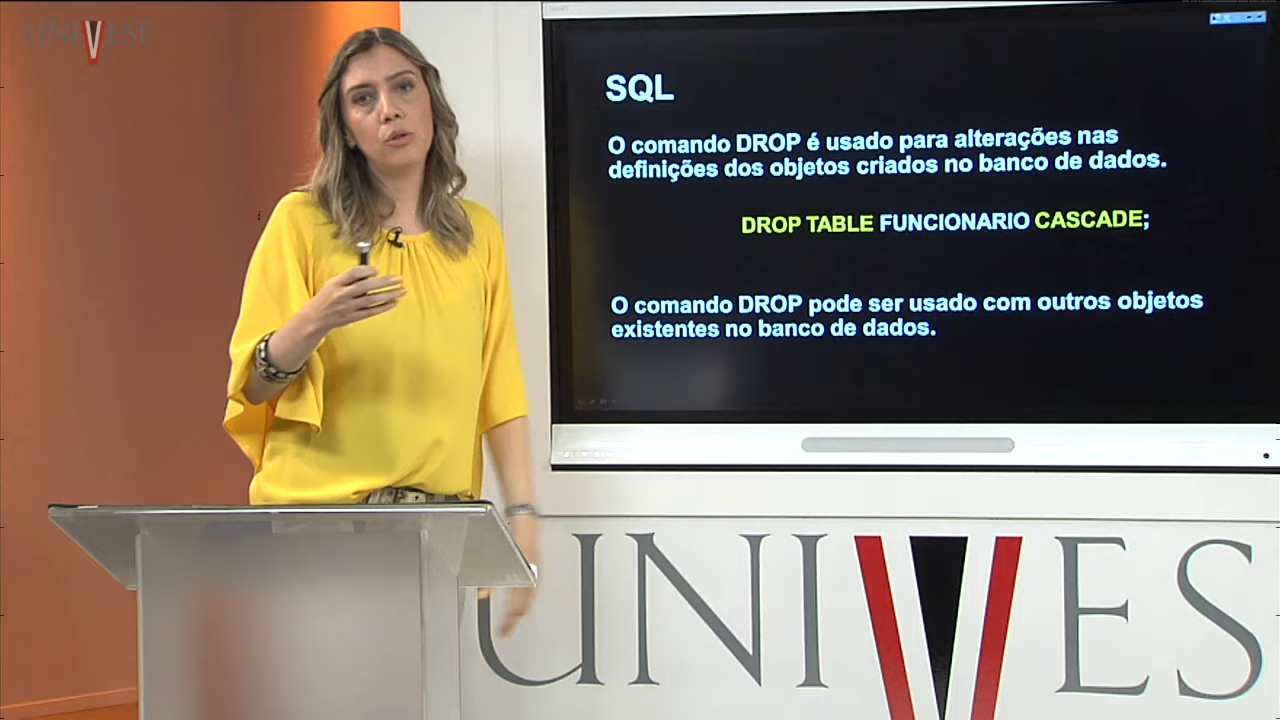 UNIVESP
SQL
O comando DROP é usado para alterações nas
definições dos objetos criados no banco de dados.
DROP TABLE FUNCIONARIO CASCADE;
O comando DROP pode ser usado com outros objetos
existentes no banco de dados.
UNIVES